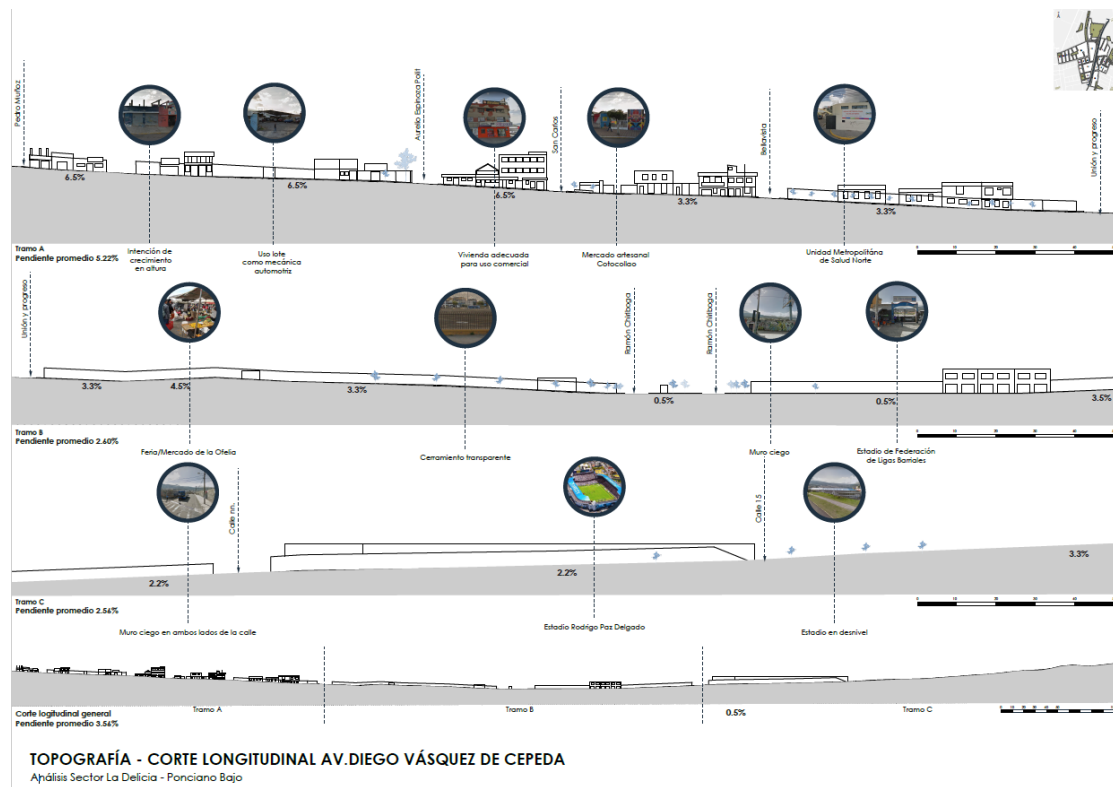 Pedro Muñoz
Aurelio Espinoza Polit
San Carlos
Bellavista
Unión y progreso
6.5%
6.5%
6.5%
3.3%
3.3%
Tramo A
Pendiente promedio 5.22%
Intención de
crecimiento
en altura
Uso lote
como mecánica
automotriz
Vivienda adecuada
para uso comercial
Mercado artesanal
Cotocollao
Unidad Metropolitána
de Salud Norte
Unión y progreso
Ramón Chiriboga
Ramón Chiriboga
3.3%
4.5%
3.3%
0.5%
0.5%
3.5%
Tramo B
Pendiente promedio 2.60%
Feria/Mercado de la Ofelia
Cerramiento transparente
Muro ciego
Estadio de Federación
de Ligas Barriales
Calle nn.
Calle 15
2.2%
2.2%
3.3%
Tramo C
Pendiente promedio 2.56%
Muro ciego en ambos lados de la calle
Estadio Rodrigo Paz Delgado
Estadio en desnivel
Corte logitudinal general
Pendiente promedio 3.56%
Tramo A
Tramo B
0.5%
Tramo C
TOPOGRAFÍA - CORTE LONGITUDINAL AV.DIEGO VÁSQUEZ DE CEPEDA
Análisis Sector La Delicia - Ponciano Bajo